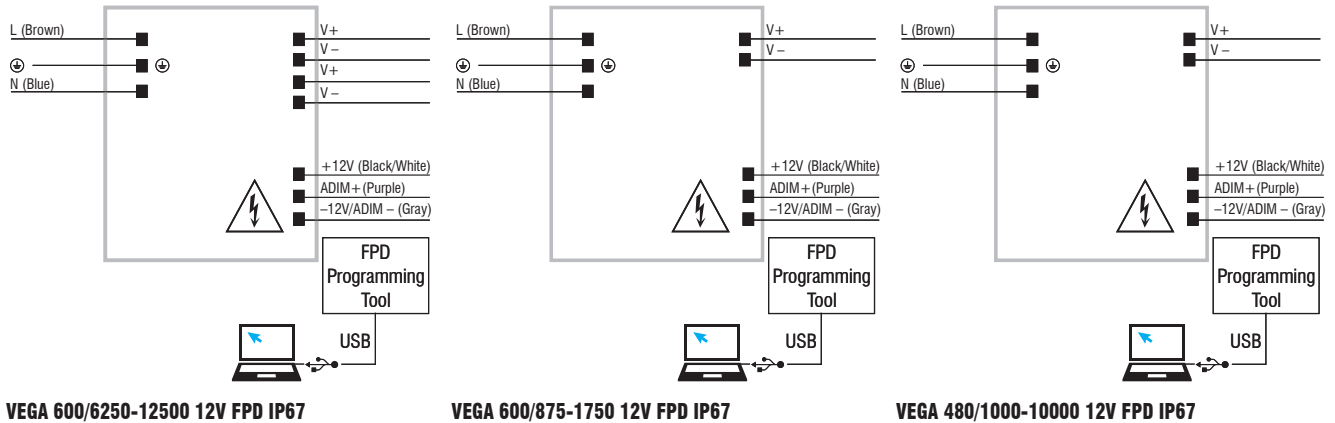 L (Brown)
N (Blue)
V+
V –
V+
V –
+12V (Black/White)
ADIM+(Purple)
–12V/ADIM – (Gray)
FPD
Programming
Tool
USB
VEGA 600/6250-12500 12V FPD IP67
L (Brown)
N (Blue)
V+
V –
+12V (Black/White)
ADIM+(Purple)
–12V/ADIM – (Gray)
FPD
Programming
Tool
USB
VEGA 600/875-1750 12V FPD IP67
L (Brown)
N (Blue)
V+
V –
+12V (Black/White)
ADIM+(Purple)
–12V/ADIM – (Gray)
FPD
Programming
Tool
USB
VEGA 480/1000-10000 12V FPD IP67